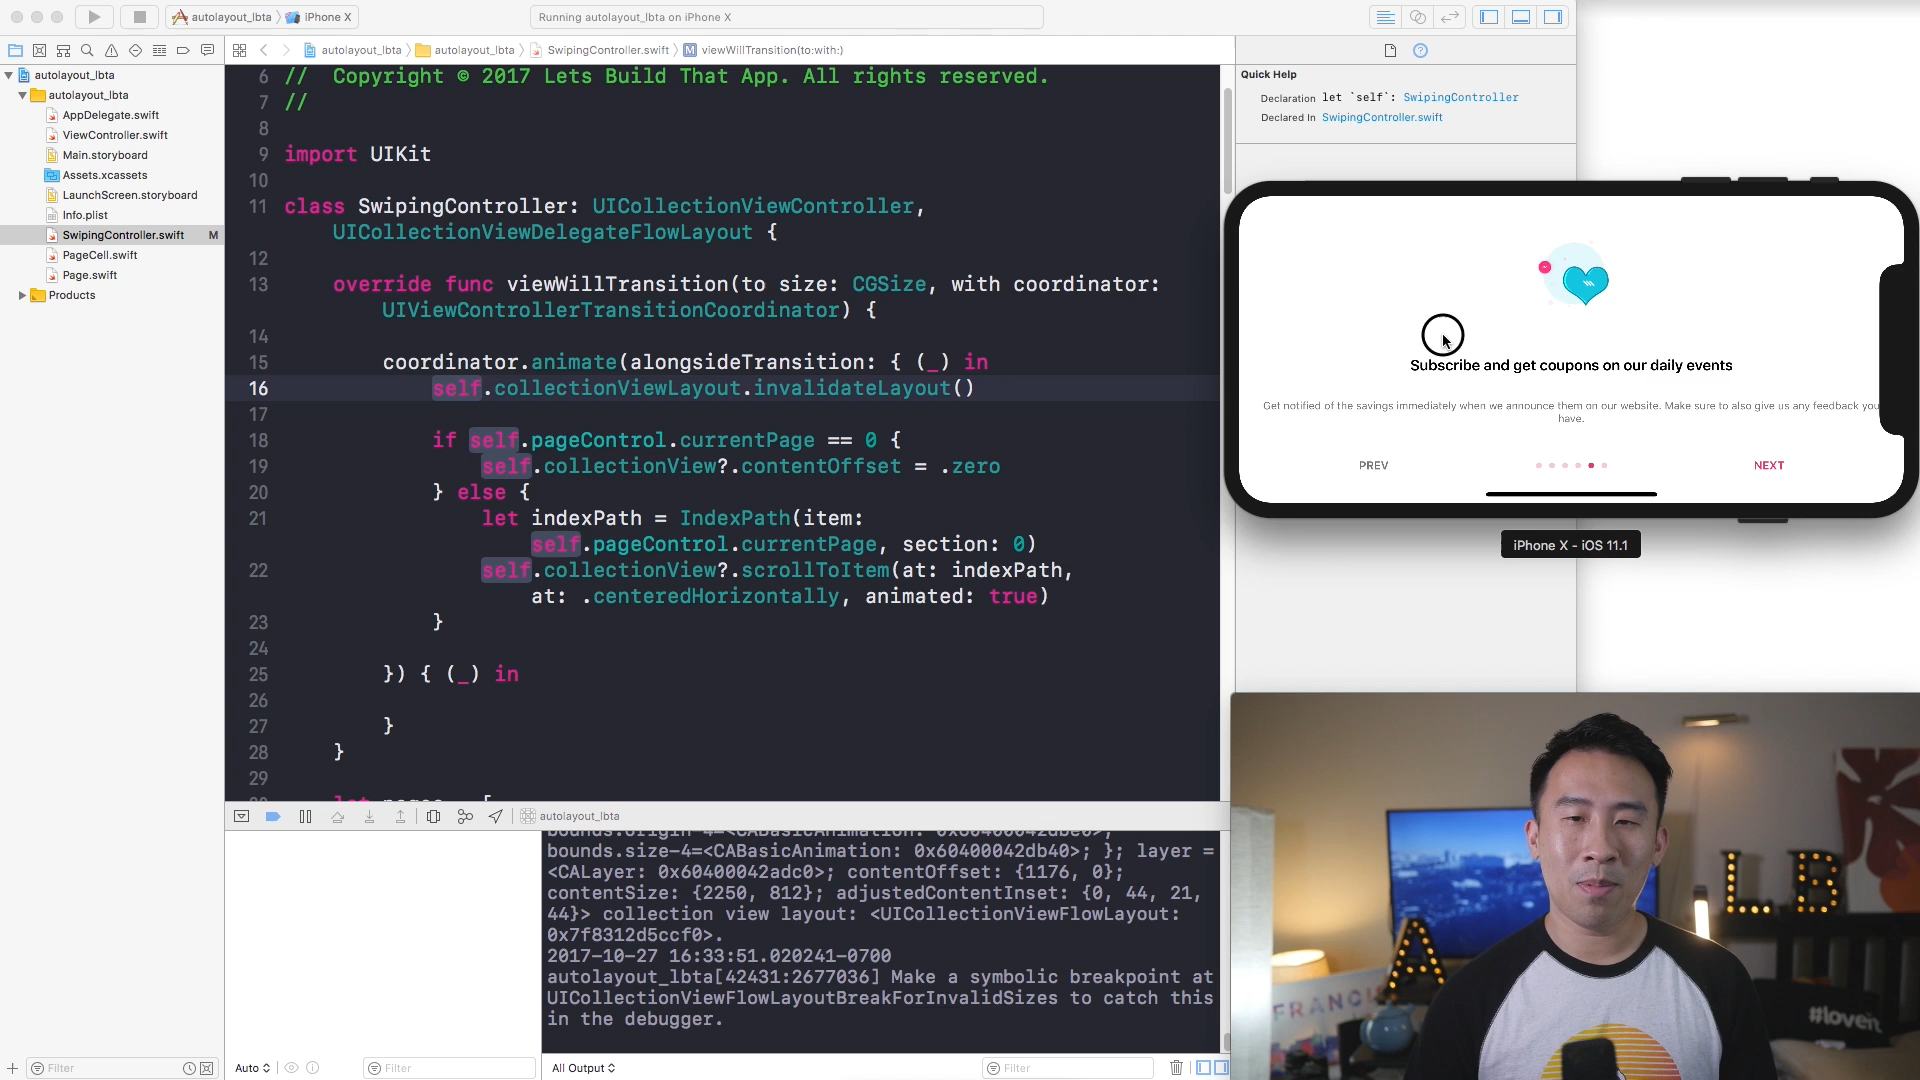 autolayout_lbta
iPhone X
Running autolayout_lbta on iPhone X
autolayout_lbta
autolayout_lbta
SwipingController.swift
viewWillTransition(to:with:)
autolayout_lbta
autolayout_lbta
AppDelegate.swift
ViewController.swift
Main.storyboard
Assets.xcassets
LaunchScreen.storyboard
Info.plist
SwipingController.swift M
PageCell.swift
Page.swift
Products
6 // Copyright © 2017 Lets Build That App. All rights reserved.
7 //
8
9 import UIKit
10
11 class SwipingController: UICollectionViewController,
UICollectionViewDelegateFlowLayout {
12
13 override func viewWillTransition(to size: CGSize, with coordinator:
UIViewControllerTransitionCoordinator) {
14
15 coordinator.animate(alongsideTransition: { (_) in
16 self.collectionViewLayout.invalidateLayout()
17
18 if self.pageControl.currentPage == 0 {
19 self.collectionView?.contentOffset = .zero
20 } else {
21 let indexPath = IndexPath(item:
self.pageControl.currentPage, section: 0)
22 self.collectionView?.scrollToItem(at: indexPath,
at: .centeredHorizontally, animated: true)
23 }
24
25 }) { (_) in
26
27 }
28 }
29
Quick Help
Declaration let `self`: SwipingController
Declared In SwipingController.swift
Subscribe and get coupons on our daily events
Get notified of the savings immediately when we announce them on our website. Make sure to also give us any feedback you
have.
PREV
NEXT
iPhone X - iOS 11.1
autolayout_lbta
bounds.size-4=<CABasicAnimation: 0x60400042db40>; }; layer =
<CALayer: 0x60400042adc0>; contentOffset: {1176, 0};
contentSize: {2250, 812}; adjustedContentInset: {0, 44, 21,
44}> collection view layout: <UICollectionViewFlowLayout:
0x7f8312d5ccf0>.
2017-10-27 16:33:51.020241-0700
autolayout_lbta[42431:2677036] Make a symbolic breakpoint at
UICollectionViewFlowLayoutBreakForInvalidSizes to catch this
in the debugger.
Filter
Auto
Filter
All Output
Filter
L B
A
#loveit